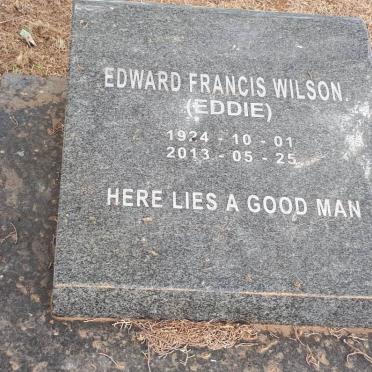 EDWARD FRANCIS WILSON.
(EDDIE)
1924 - 10 - 01
2013 - 05 - 25
HERE LIES A GOOD MAN